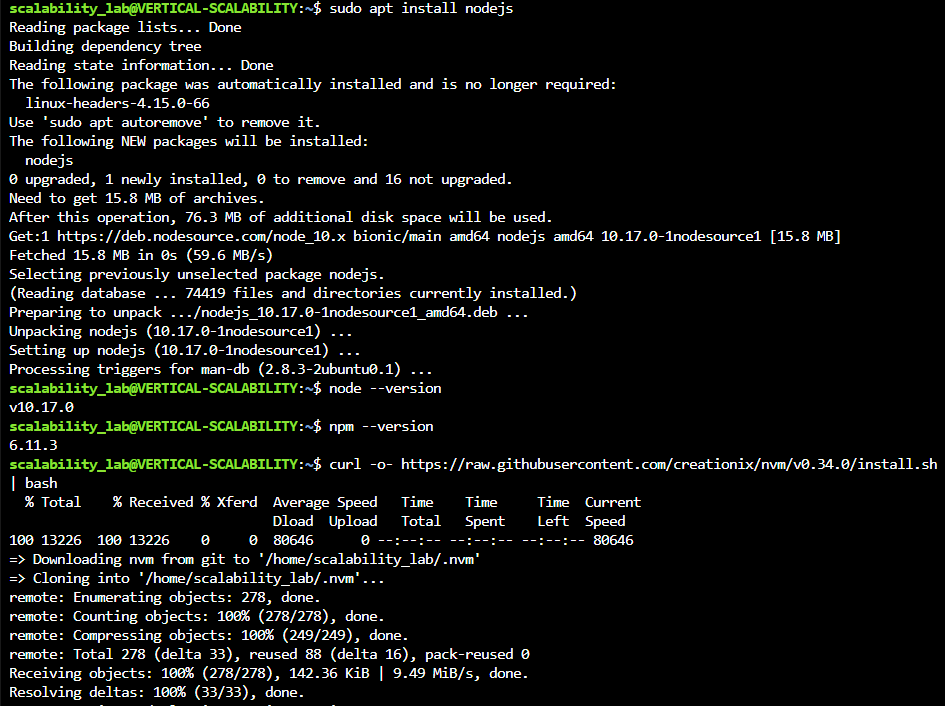 scalability_lab@VERTICAL-SCALABILITY:~$ sudo apt install nodejs
Reading package lists... Done
Building dependency tree
Reading state information... Done
The following package was automatically installed and is no longer required:
  linux-headers-4.15.0-66
Use 'sudo apt autoremove' to remove it.
The following NEW packages will be installed:
  nodejs
0 upgraded, 1 newly installed, 0 to remove and 16 not upgraded.
Need to get 15.8 MB of archives.
After this operation, 76.3 MB of additional disk space will be used.
Get:1 https://deb.nodesource.com/node_10.x bionic/main amd64 nodejs amd64 10.17.0-1nodesource1 [15.8 MB]
Fetched 15.8 MB in 0s (59.6 MB/s)
Selecting previously unselected package nodejs.
(Reading database ... 74419 files and directories currently installed.)
Preparing to unpack .../nodejs_10.17.0-1nodesource1_amd64.deb ...
Unpacking nodejs (10.17.0-1nodesource1) ...
Setting up nodejs (10.17.0-1nodesource1) ...
Processing triggers for man-db (2.8.3-2ubuntu0.1) ...
scalability_lab@VERTICAL-SCALABILITY:~$ node --version
v10.17.0
scalability_lab@VERTICAL-SCALABILITY:~$ npm --version
6.11.3
scalability_lab@VERTICAL-SCALABILITY:~$ curl -o- https://raw.githubusercontent.com/creationix/nvm/v0.34.0/install.sh
| bash
  % Total    % Received % Xferd  Average Speed   Time    Time     Time  Current
                                 Dload  Upload   Total   Spent    Left  Speed
100 13226  100 13226    0     0  80646      0 --:--:-- --:--:-- --:--:-- 80646
=> Downloading nvm from git to '/home/scalability_lab/.nvm'
=> Cloning into '/home/scalability_lab/.nvm'...
remote: Enumerating objects: 278, done.
remote: Counting objects: 100% (278/278), done.
remote: Compressing objects: 100% (249/249), done.
remote: Total 278 (delta 33), reused 88 (delta 16), pack-reused 0
Receiving objects: 100% (278/278), 142.36 KiB | 9.49 MiB/s, done.
Resolving deltas: 100% (33/33), done.